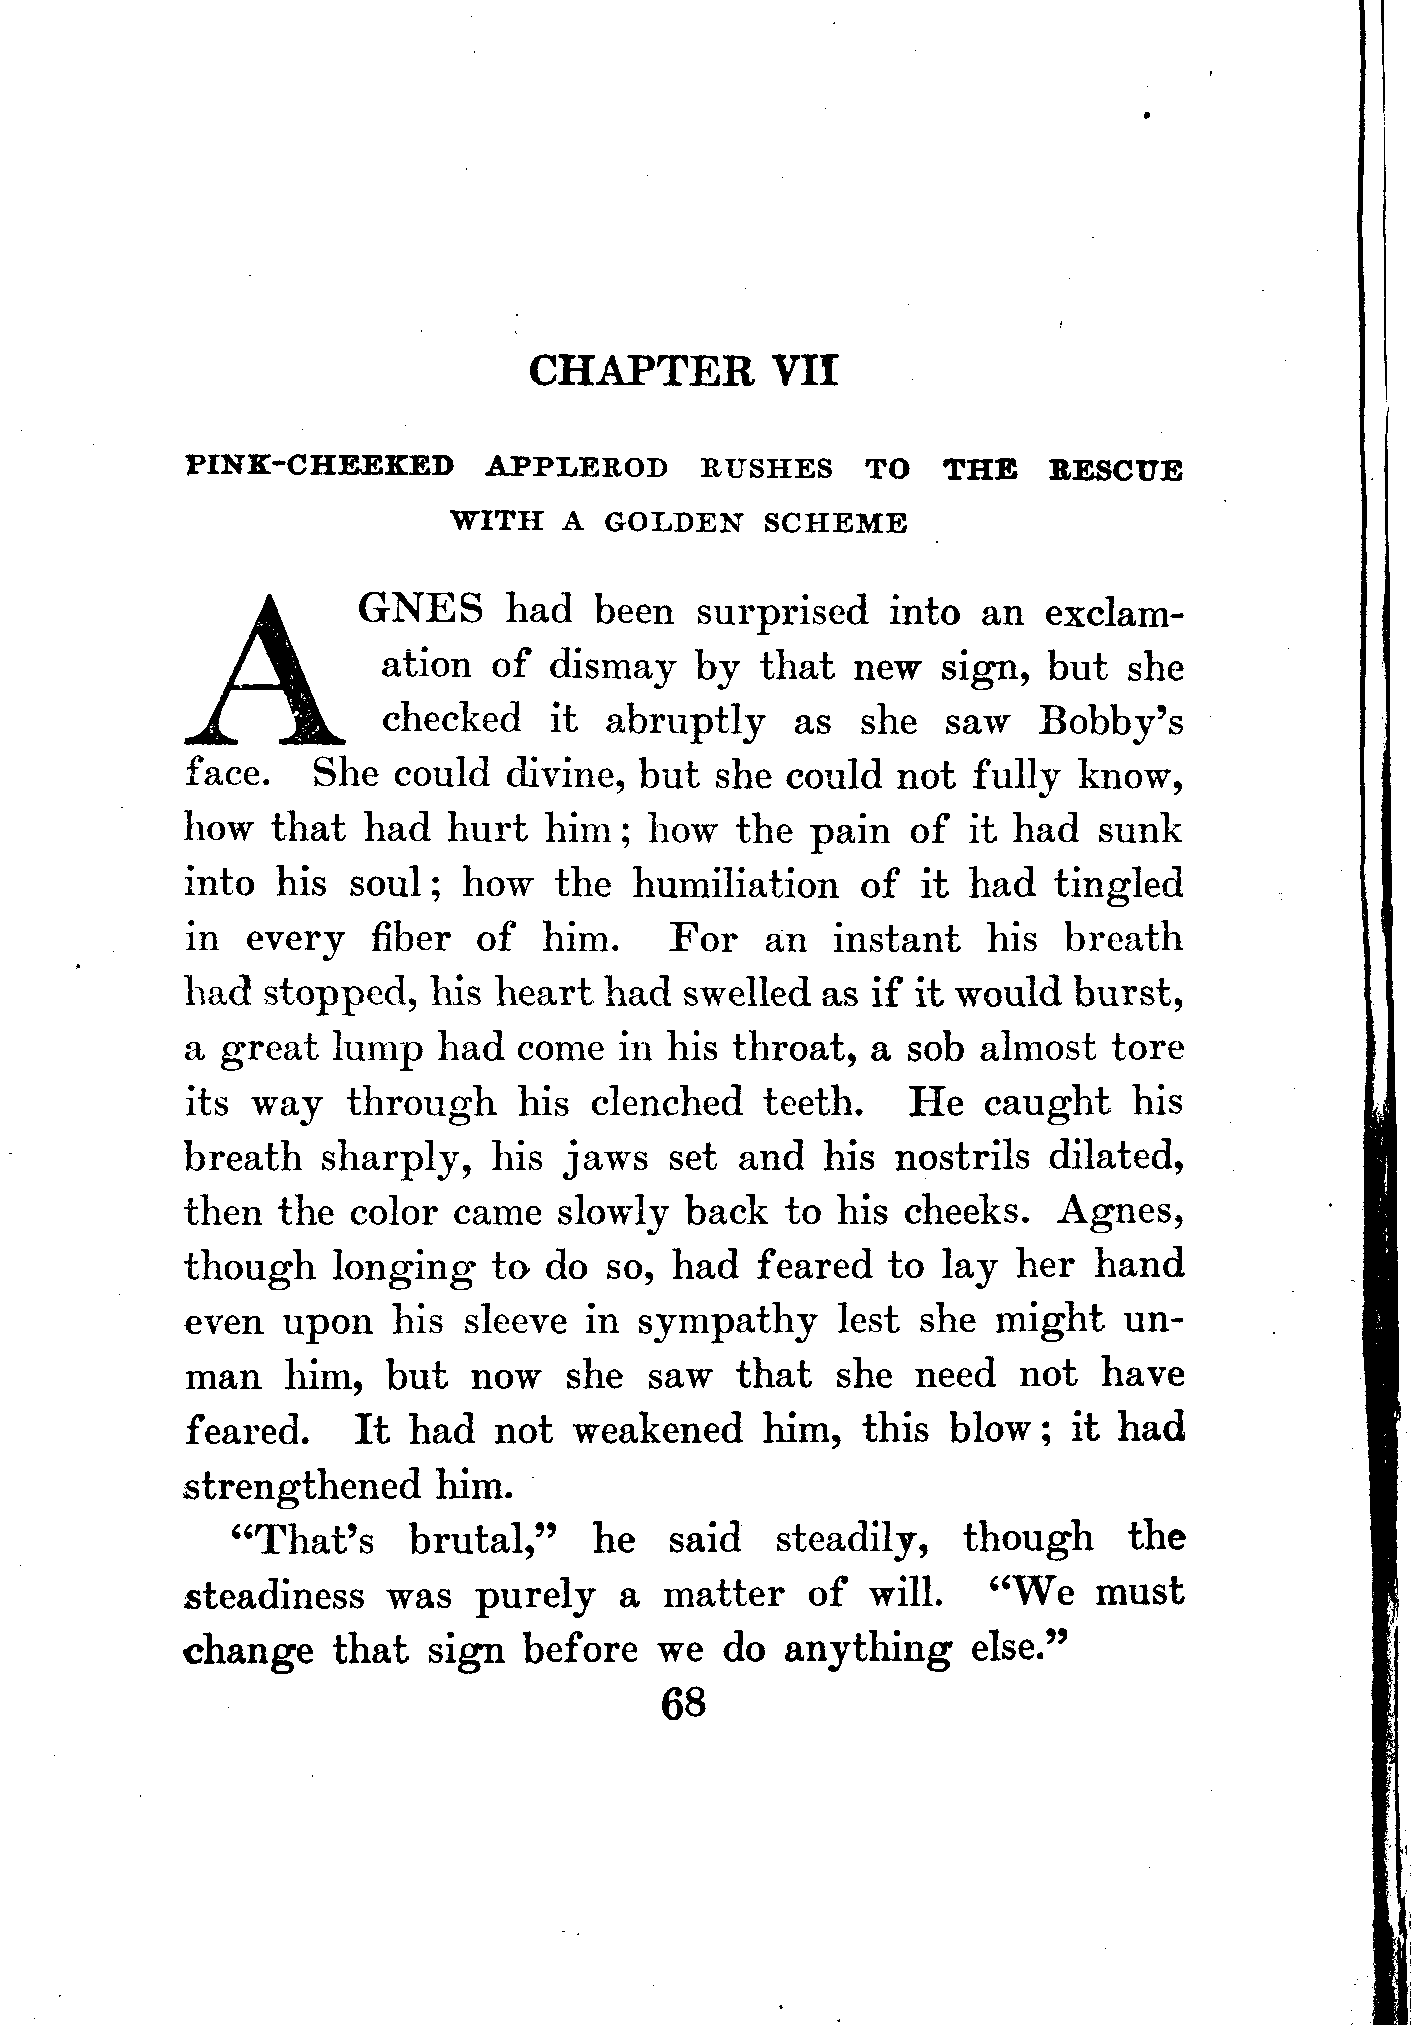 CHAPTER VII
PINK-CHEEKED APPLEROD RUSHES TO THE RESCUE
WITH A GOLDEN SCHEME
AGNES had been surprised into an exclam-
ation of dismay by that new sign, but she
checked it abruptly as she saw Bobby's
face. She could divine, but she could not fully know,
how that had hurt him; how the pain of it had sunk
into his soul; how the humiliation of it had tingled
in every fiber of him. For an instant his breath
had stopped, his heart had swelled as if it would burst,
a great lump had come in his throat, a sob almost tore
its way through his clenched teeth. He caught his
breath sharply, his jaws set and his nostrils dilated,
then the color came slowly back to his cheeks. Agnes,
though longing to do so, had feared to lay her hand
even upon his sleeve in sympathy lest she might un-
man him, but now she saw that she need not have
feared. It had not weakened him, this blow; it had
strengthened him.
"That's brutal," he said steadily, though the
steadiness was purely a matter of will. "We must
change that sign before we do anything else."
68